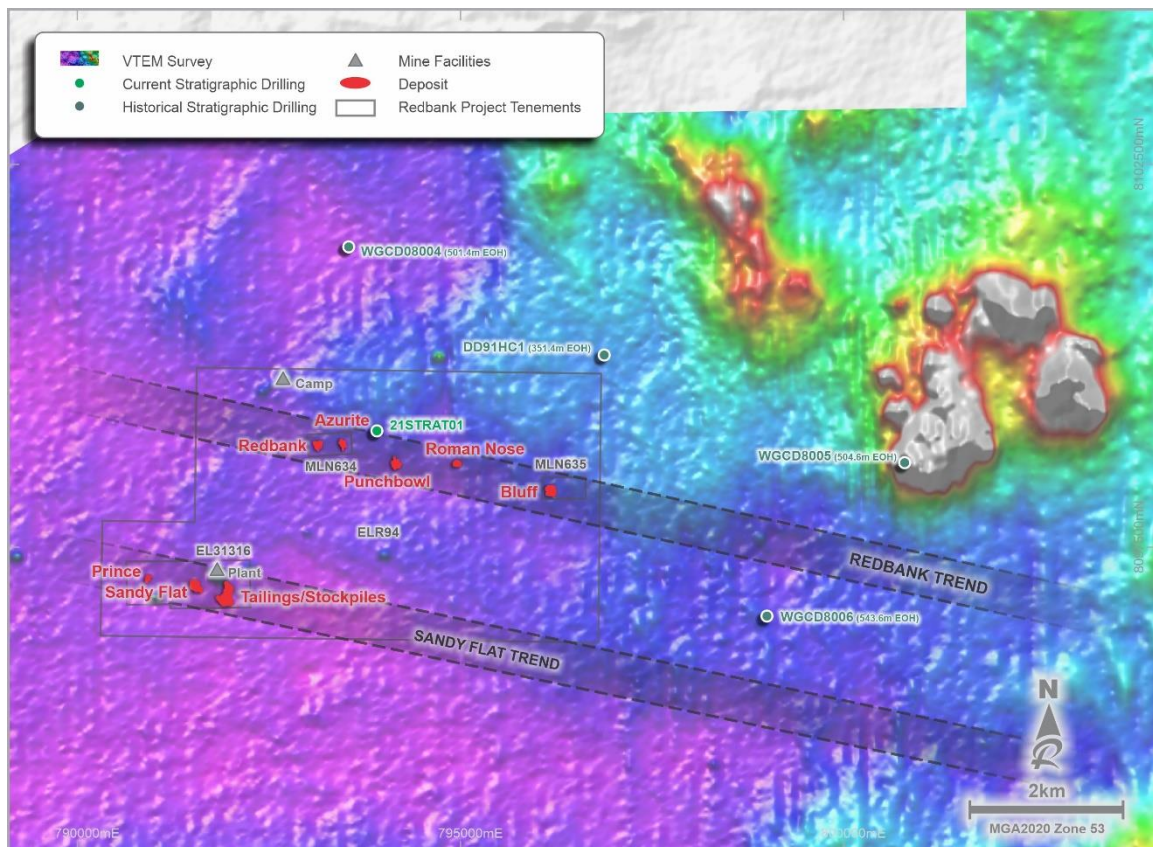 VTEM Survey
Current Stratigraphic Drilling
Historical Stratigraphic Drilling
Mine Facilities
Deposit
Redbank Project Tenements
8102500mN
WGCD08004 (501.4m EOH)
DD91HC1 (351.4m EOH)
Camp
Azurite
21STRAT01
Redbank
Roman Nose
MLN634
MLN635
WGCD8005 (504.6m EOH)
Punchbowl
Bluff
ELR94
EL31316
Plant
Prince
Sandy Flat
Tailings/Stockpiles
REDBANK TREND
WGCD8006 (543.6m EOH)
SANDY FLAT TREND
N
R
2km
MGA2020 Zone 53
790000mE
795000mE